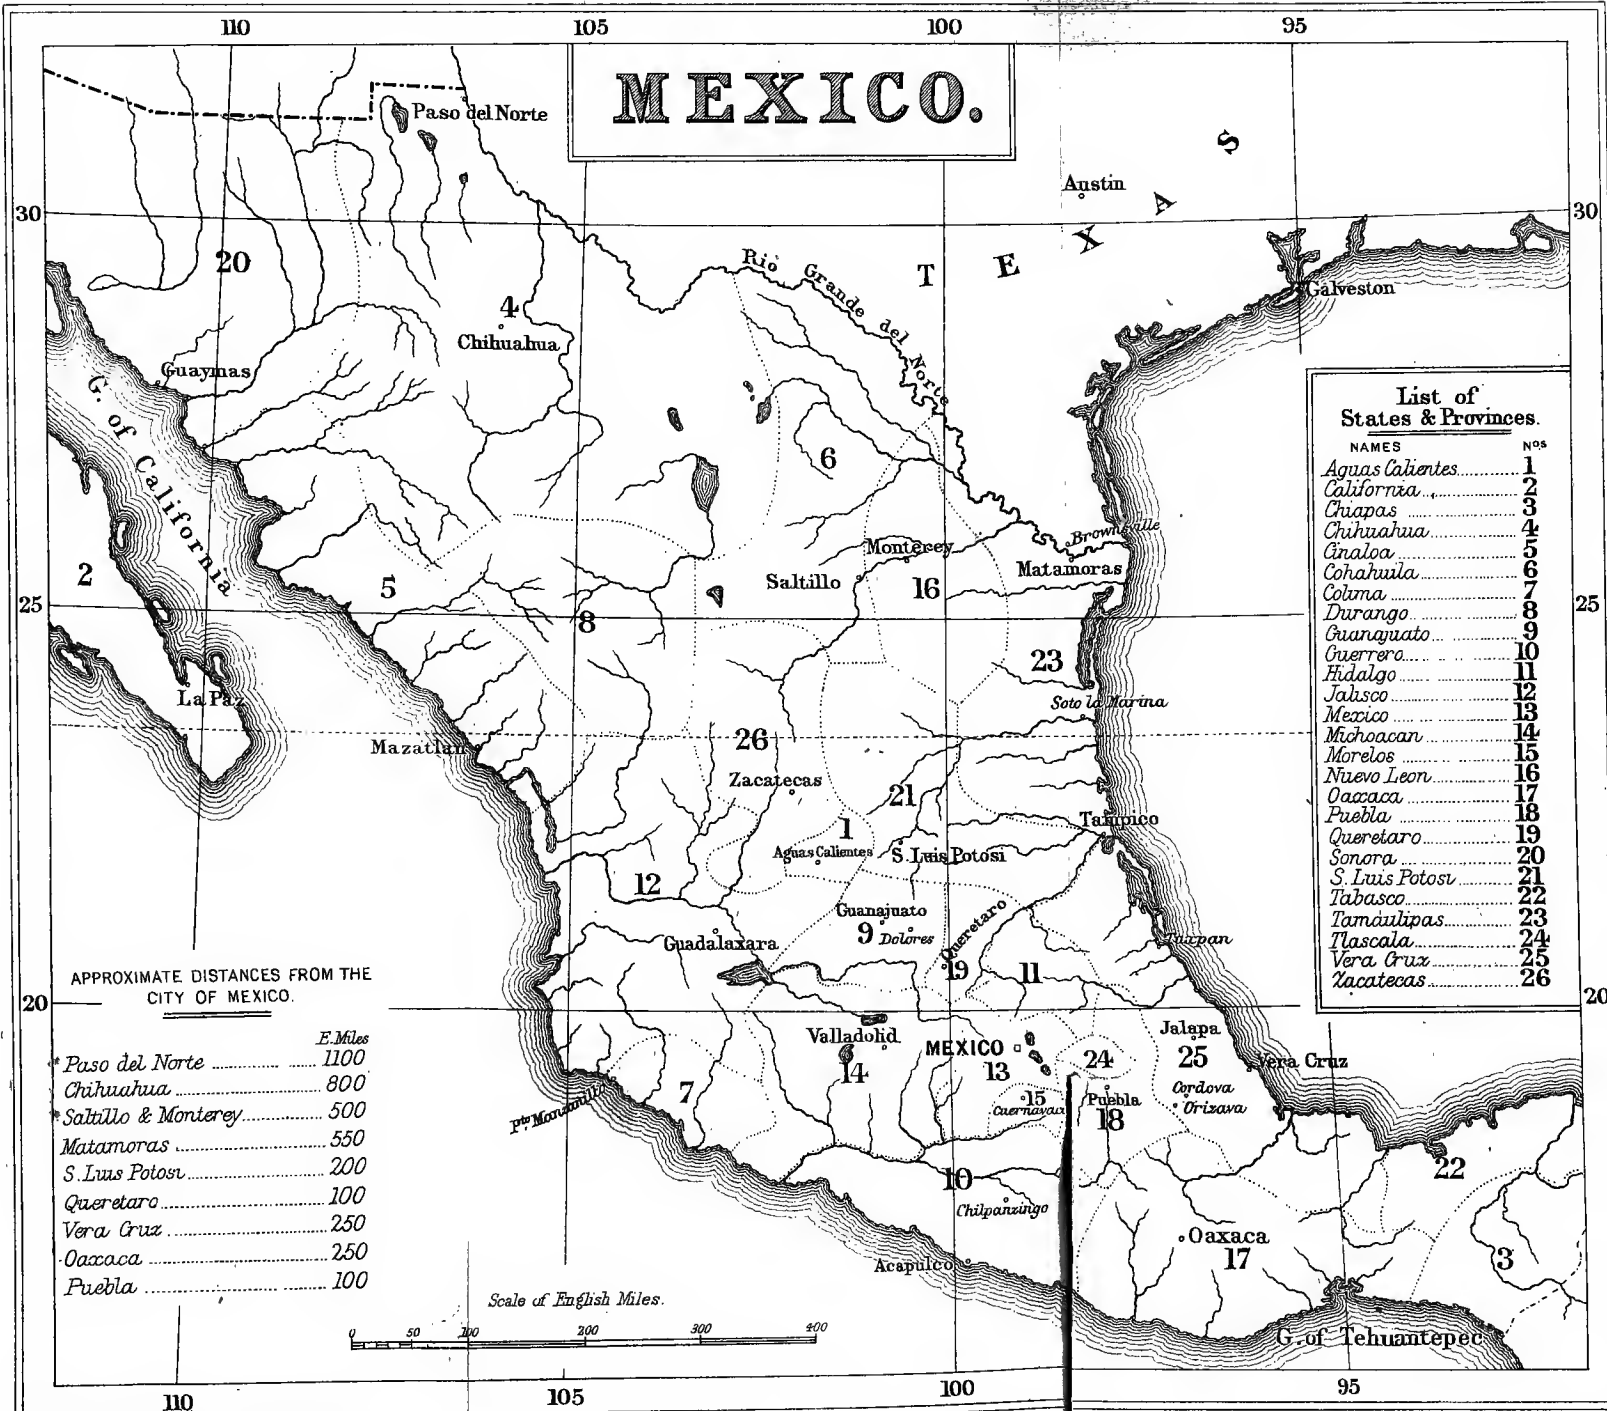 110 105 100 95
MEXICO.
Paso del Norte
S
Austin
A
X
E
T
30
30
20
Rio Grande del Norte
Galveston
4
Chihuahua
Guaymas
G. of California
6
List of
States & Provinces.
NAMES Nos
Aguas Calientes 1
California 2
Chiapas 3
Chihuahua 4
Cinaloa 5
Cohahuila 6
Colima 7
Durango 8
Guanajuato 9
Guerrero 10
Hidalgo 11
Jalisco 12
Mexico 13
Michoacan 14
Morelos 15
Nuevo Leon 16
Oaxaca 17
Puebla 18
Queretaro 19
Sonora 20
S. Luis Potosi 21
Tabasco 22
Tamaulipas 23
Tlascala 24
Vera Cruz 25
Zacatecas 26
Brownsville
Monterey
Matamoras
Saltillo
2
5
16
25
25
8
23
La Paz
Soto la Marina
Mazatlan
26
Zacatecas
21
Tampico
1
Aguas Calientes
S. Luis Potosi
12
Guanajuato
9 Dolores
Queretaro
Guadalaxara
Tuxpan
19
11
20
20
Valladolid
MEXICO
Jalapa
14
13
24
25
Vera Cruz
7
15
Cuernavaca
Puebla
18
Cordova
Orizava
Pto Manzanillo
10
22
Chilpanzingo
Oaxaca
17
3
Acapulco
G. of Tehuantepec
APPROXIMATE DISTANCES FROM THE
CITY OF MEXICO.
E. Miles
* Paso del Norte 1100
Chihuahua 800
* Saltillo & Monterey 500
Matamoras 550
S. Luis Potosi 200
Queretaro 100
Vera Cruz 250
Oaxaca 250
Puebla 100
Scale of English Miles.
0 50 100 200 300 400
110 105 100 95